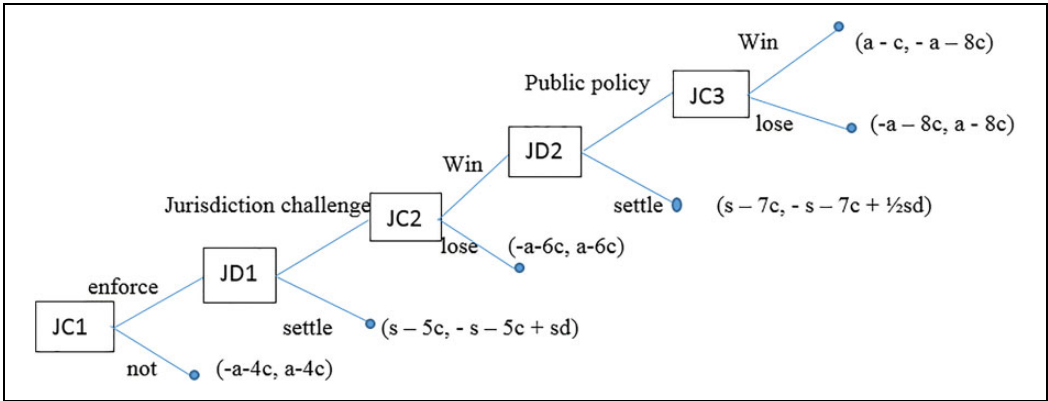 Win
(a - c, - a – 8c)
Public policy
JC3
lose
(-a – 8c, a - 8c)
JD2
Win
settle
(s – 7c, - s – 7c + ½sd)
Jurisdiction challenge
JC2
lose
(-a-6c, a-6c)
JD1
enforce
settle
(s – 5c, - s – 5c + sd)
JC1
not
(-a-4c, a-4c)